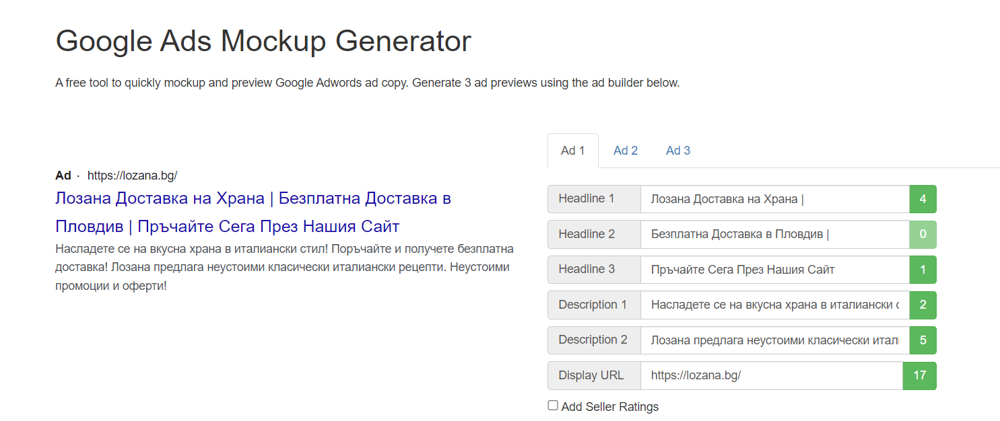 Google Ads Mockup Generator
A free tool to quickly mockup and preview Google Adwords ad copy. Generate 3 ad previews using the ad builder below.
Ad · https://lozana.bg/
Лозана Доставка на Храна | Безплатна Доставка в
Пловдив | Пръчайте Сега През Нашия Сайт
Насладете се на вкусна храна в италиански стил! Поръчайте и получете безплатна
доставка! Лозана предлага неустоими класически италиански рецепти. Неустоими
промоции и оферти!
Ad 1 Ad 2 Ad 3
Headline 1 Лозана Доставка на Храна | 4
Headline 2 Безплатна Доставка в Пловдив | 0
Headline 3 Пръчайте Сега През Нашия Сайт 1
Description 1 Насладете се на вкусна храна в италиански 2
Description 2 Лозана предлага неустоими класически итал 5
Display URL https://lozana.bg/ 17
Add Seller Ratings